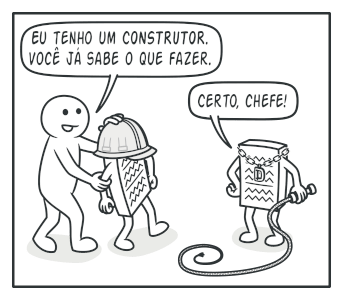 EU TENHO UM CONSTRUTOR.
VOCÊ JÁ SABE O QUE FAZER.
CERTO, CHEFE!
D